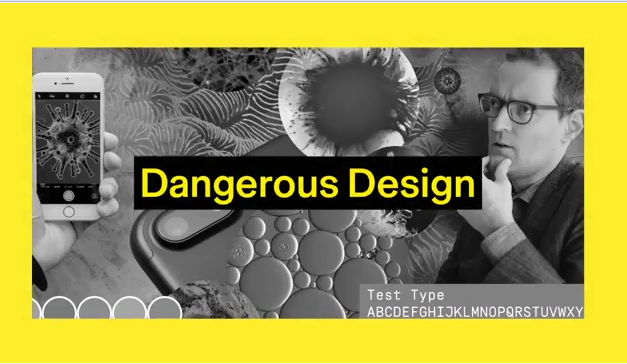 Dangerous Design
Test Type
ABCDEFGHIJKLMNOPQRSTUVWXY